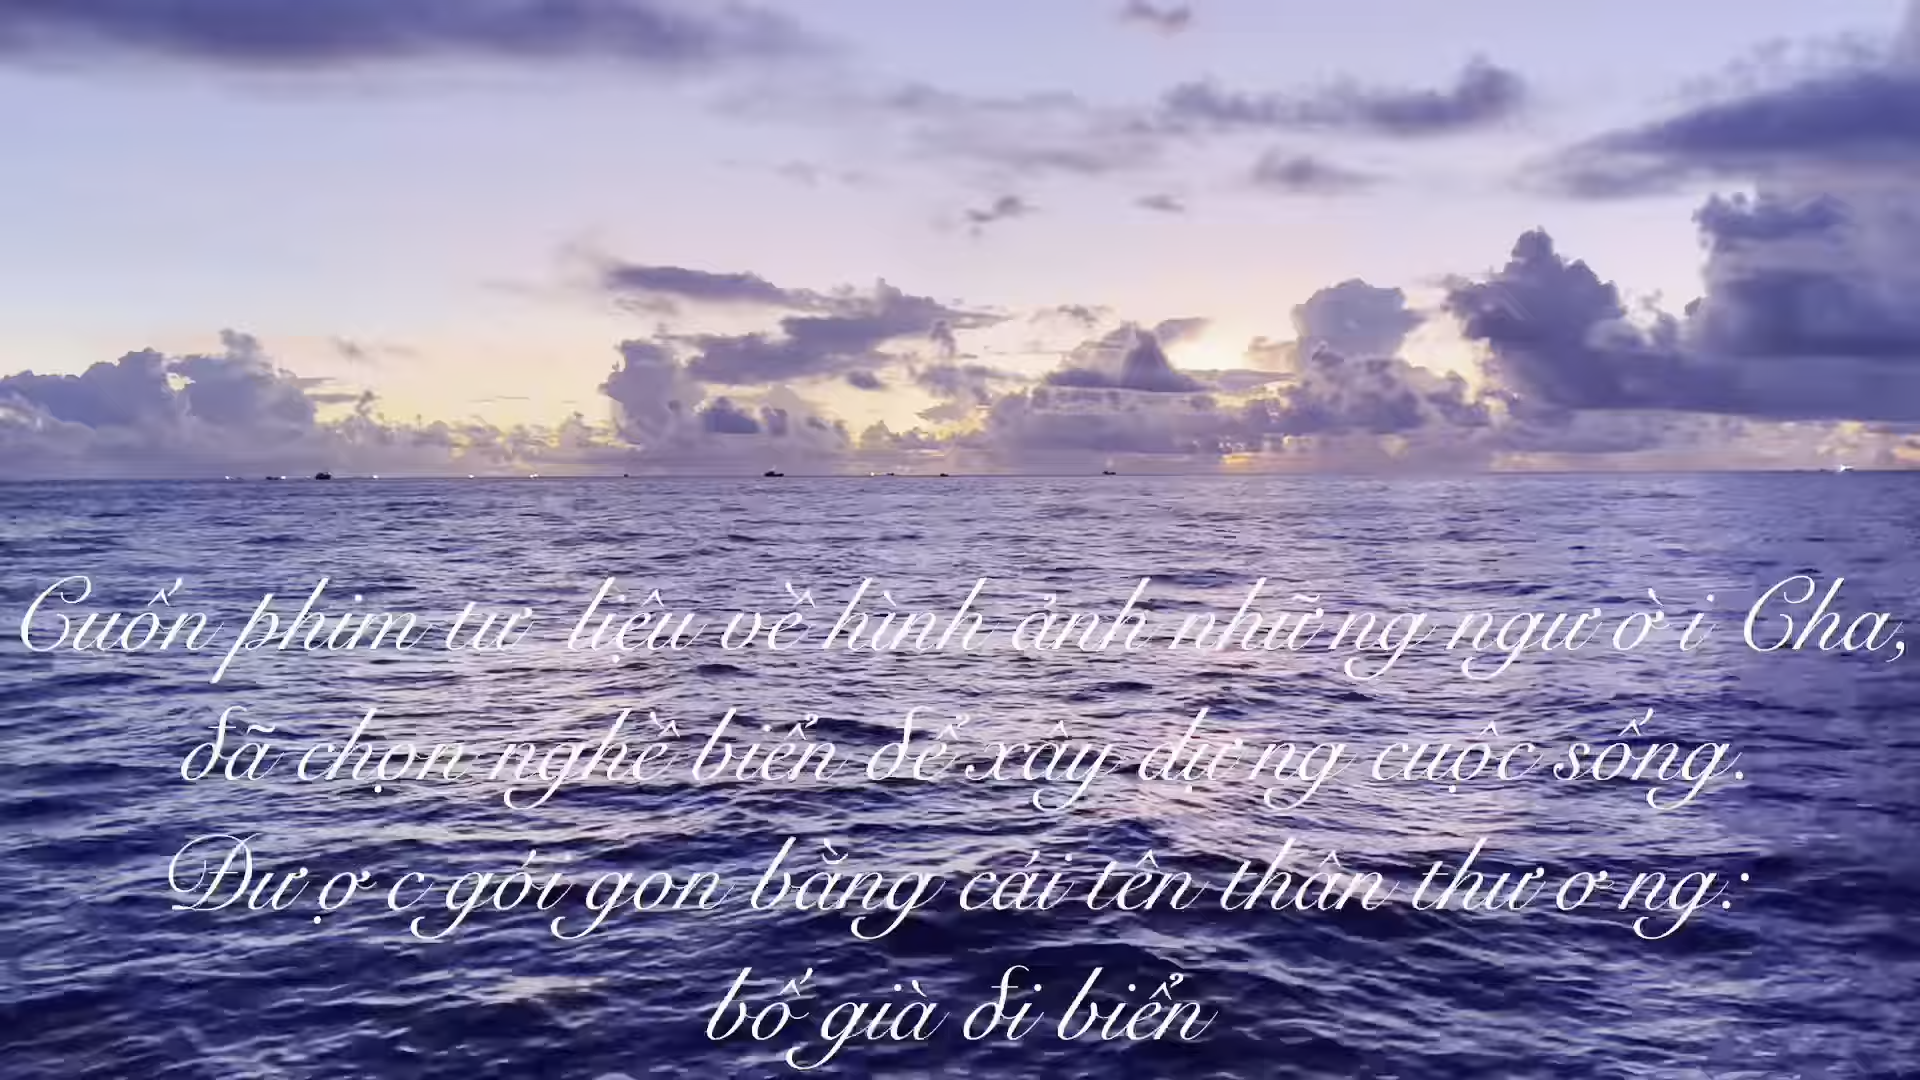 Cuốn phim tư liệu về hình ảnh những người Cha,
đã chọn nghề biển để xây dựng cuộc sống.
Được gói gon bằng cái tên thân thương:
bố già đi biển